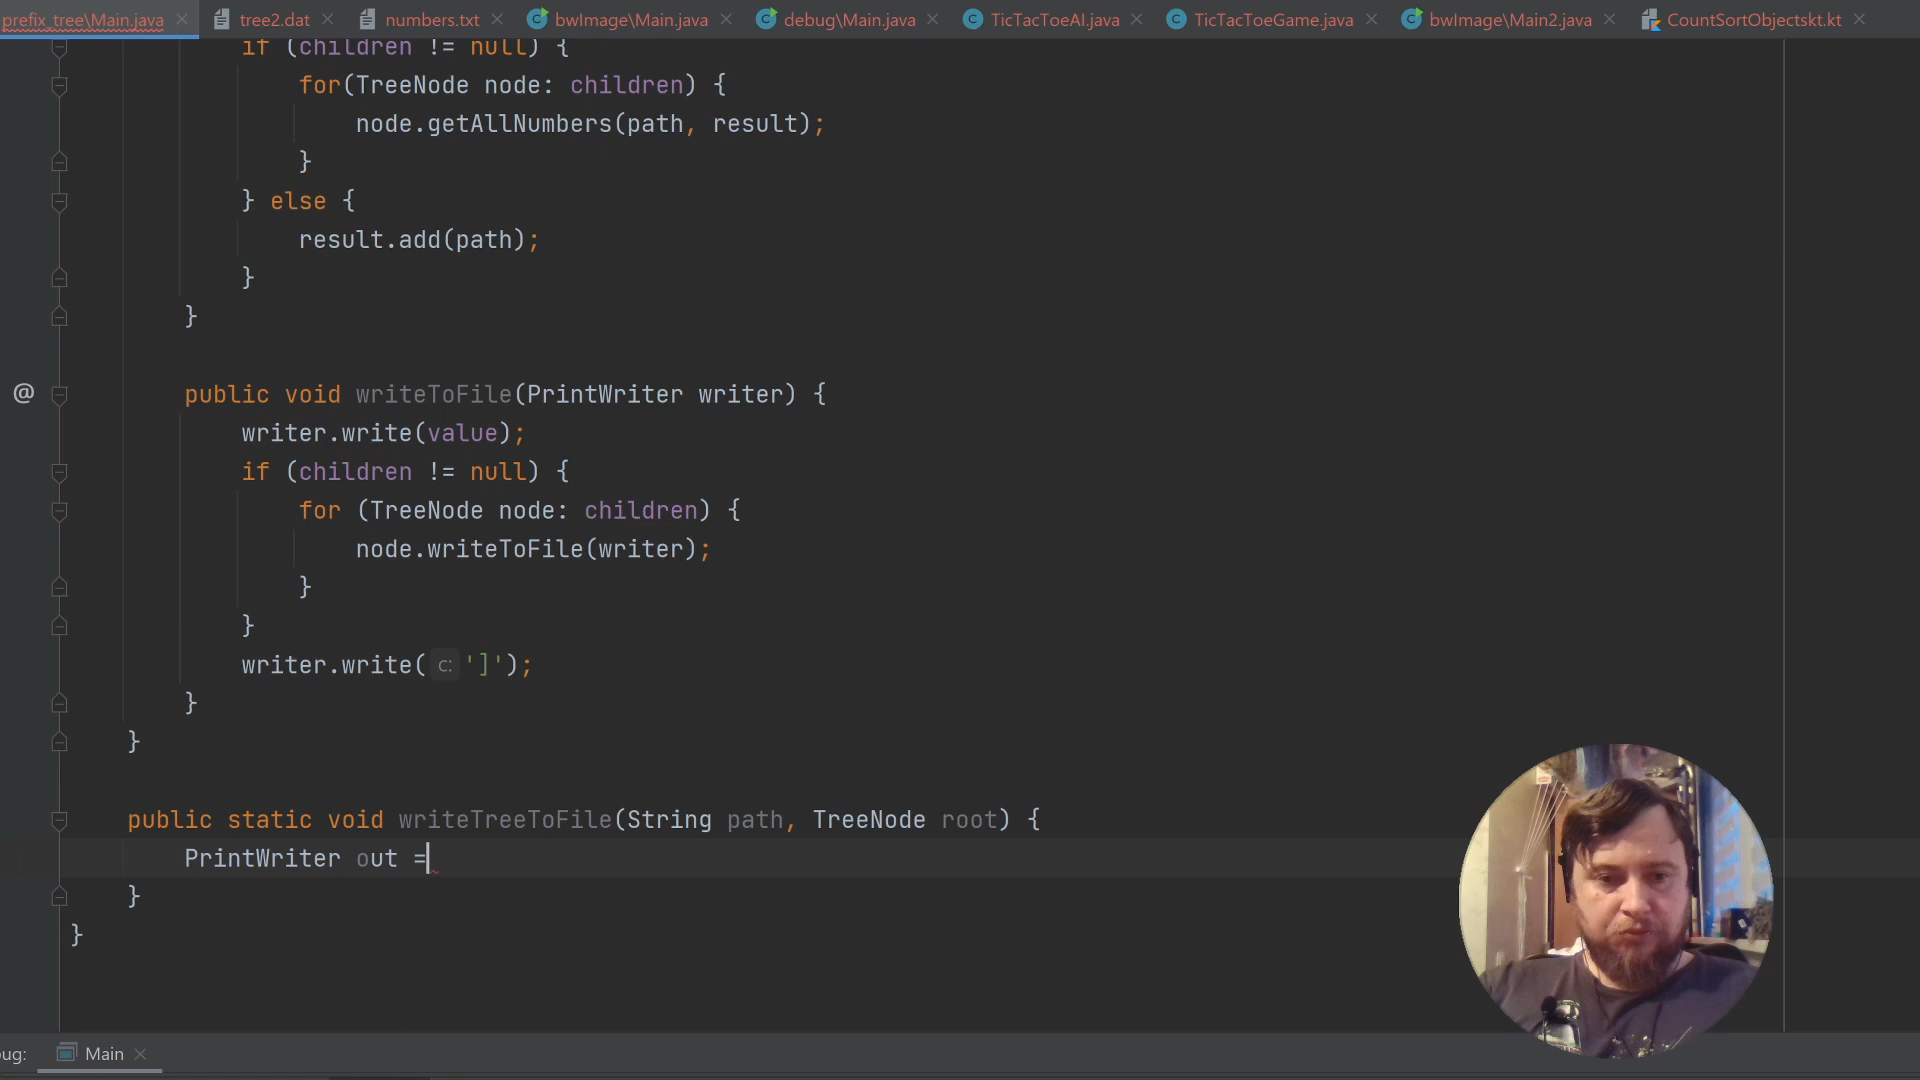 prefix_tree\Main.java tree2.dat numbers.txt bwImage\Main.java debug\Main.java TicTacToeAI.java TicTacToeGame.java bwImage\Main2.java CountSortObjectskt.kt
if (children != null) {
for(TreeNode node: children) {
node.getAllNumbers(path, result);
}
} else {
result.add(path);
}
}
@ public void writeToFile(PrintWriter writer) {
writer.write(value);
if (children != null) {
for (TreeNode node: children) {
node.writeToFile(writer);
}
}
writer.write( c: ']');
}
}
public static void writeTreeToFile(String path, TreeNode root) {
PrintWriter out =
}
}
ug: Main